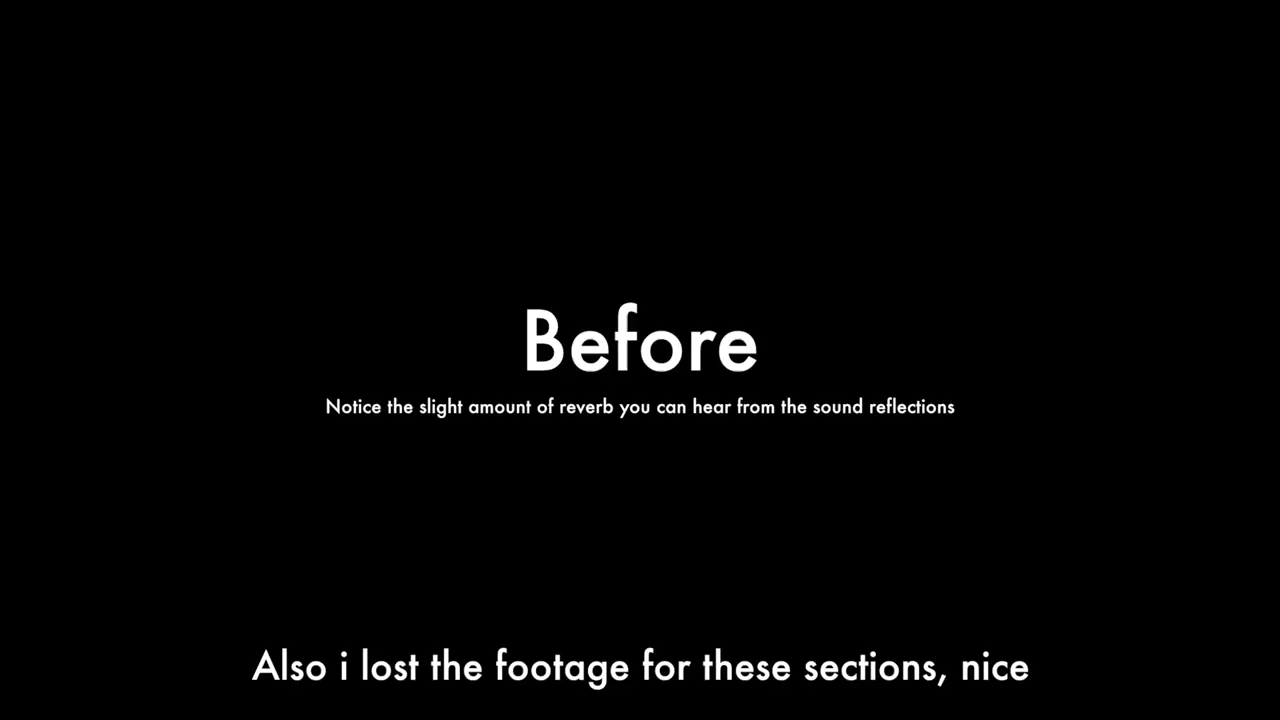 Before
Notice the slight amount of reverb you can hear from the sound reflections
Also i lost the footage for these sections, nice